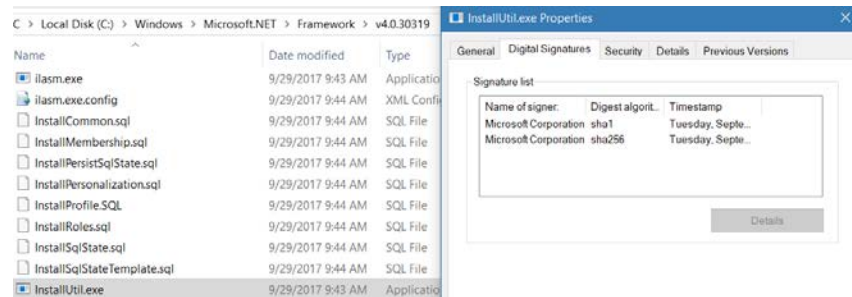 C > Local Disk (C:) > Windows > Microsoft.NET > Framework > v4.0.30319
Name Date modified Type
ilasm.exe 9/29/2017 9:43 AM Applicatio
ilasm.exe.config 9/29/2017 9:44 AM XML Confi
InstallCommon.sql 9/29/2017 9:44 AM SQL File
InstallMembership.sql 9/29/2017 9:44 AM SQL File
InstallPersistSqlState.sql 9/29/2017 9:44 AM SQL File
InstallPersonalization.sql 9/29/2017 9:44 AM SQL File
InstallProfile.SQL 9/29/2017 9:44 AM SQL File
InstallRoles.sql 9/29/2017 9:44 AM SQL File
InstallSqlState.sql 9/29/2017 9:44 AM SQL File
InstallSqlStateTemplate.sql 9/29/2017 9:44 AM SQL File
InstallUtil.exe 9/29/2017 9:43 AM Applicatio
InstallUtil.exe Properties
General Digital Signatures Security Details Previous Versions
Signature list
Name of signer: Digest algorit... Timestamp
Microsoft Corporation sha1 Tuesday, Septe...
Microsoft Corporation sha256 Tuesday, Septe...
Details